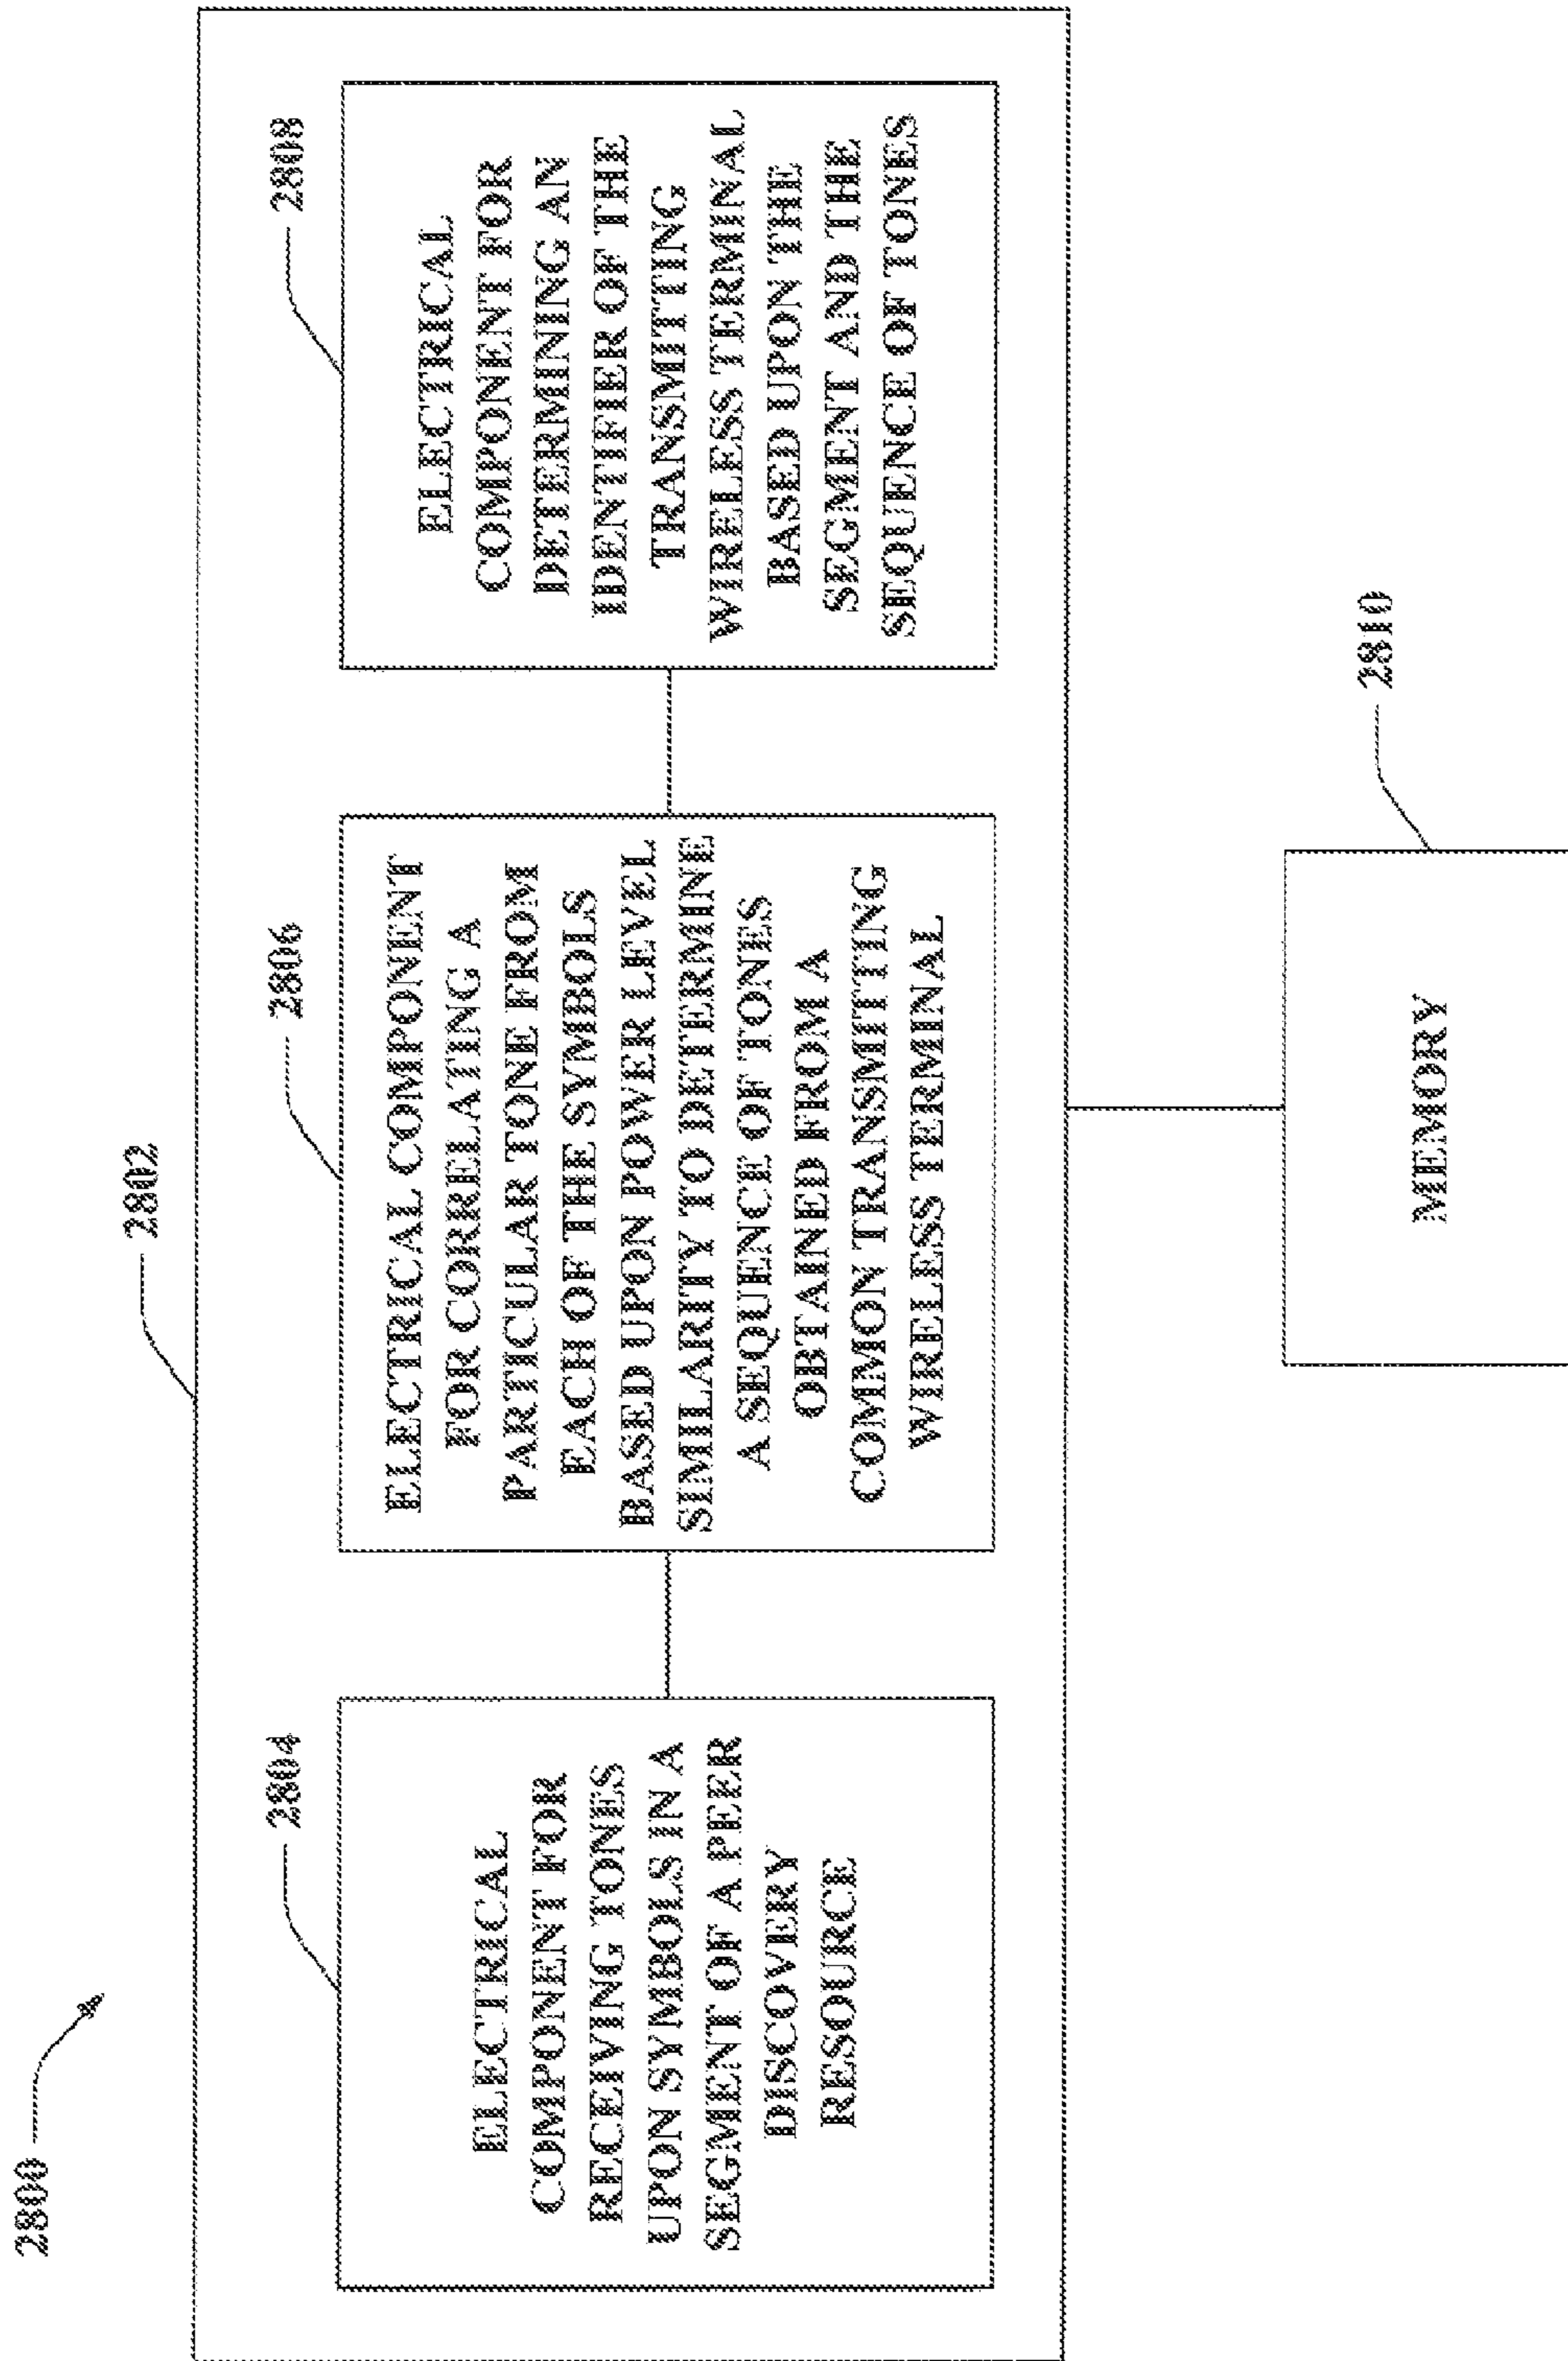 2800
2802
2804
ELECTRICAL
COMPONENT FOR
RECEIVING TONES
UPON SYMBOLS IN A
SEGMENT OF A PEER
DISCOVERY
RESOURCE
2806
ELECTRICAL COMPONENT
FOR CORRELATING A
PARTICULAR TONE FROM
EACH OF THE SYMBOLS
BASED UPON POWER LEVEL
SIMILARITY TO DETERMINE
A SEQUENCE OF TONES
OBTAINED FROM A
COMMON TRANSMITTING
WIRELESS TERMINAL
2808
ELECTRICAL
COMPONENT FOR
DETERMINING AN
IDENTIFIER OF THE
TRANSMITTING
WIRELESS TERMINAL
BASED UPON THE
SEGMENT AND THE
SEQUENCE OF TONES
2810
MEMORY